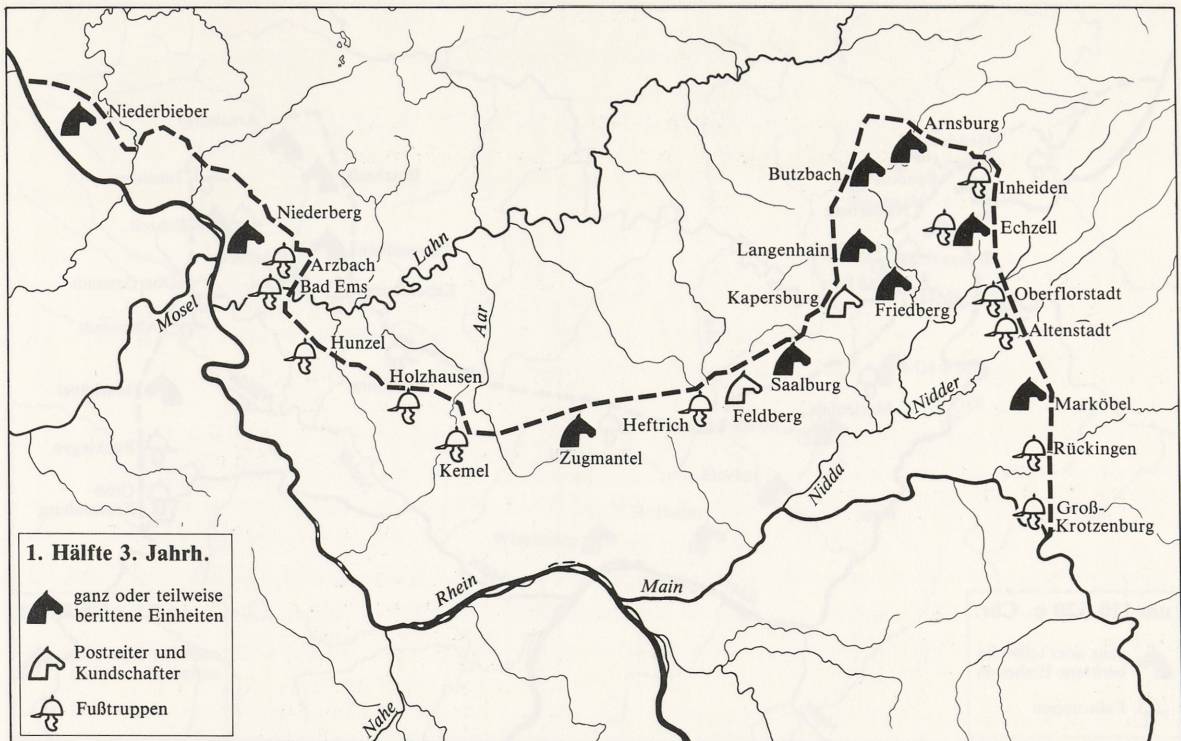 Niederbieber
Arnsburg
Butzbach
Inheiden
Niederberg
Echzell
Langenhain
Lahn
Arzbach
Bad Ems
Kapersburg
Friedberg
Oberflorstadt
Mosel
Aar
Altenstadt
Hunzel
Saalburg
Holzhausen
Nidder
Feldberg
Marköbel
Heftrich
Kemel
Zugmantel
Rückingen
Nidda
Groß-
Krotzenburg
Rhein
Main
Nahe
1. Hälfte 3. Jahrh.
ganz oder teilweise
berittene Einheiten
Postreiter und
Kundschafter
Fußtruppen